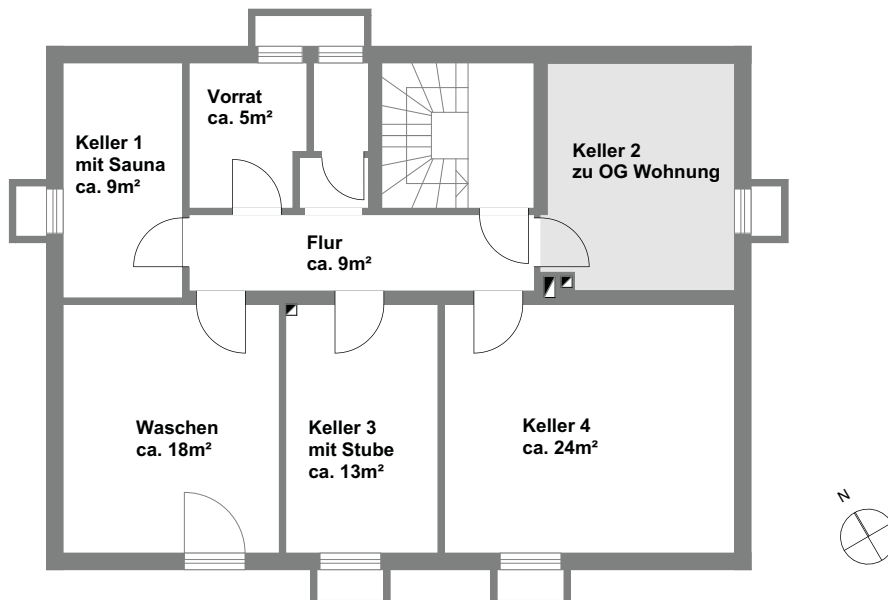 Vorrat
ca. 5m²
Keller 1
mit Sauna
ca. 9m²
Keller 2
zu OG Wohnung
Flur
ca. 9m²
Waschen
ca. 18m²
Keller 3
mit Stube
ca. 13m²
Keller 4
ca. 24m²
N